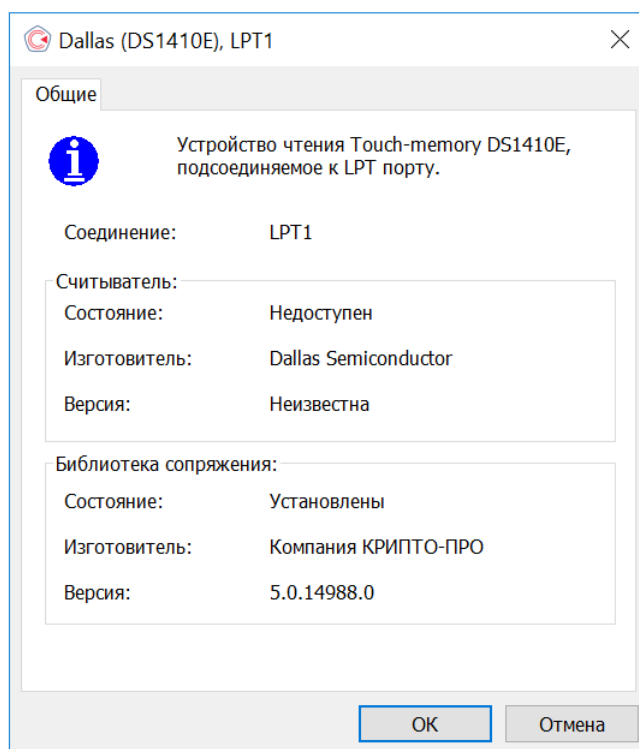 Dallas (DS1410E), LPT1
Общие
Устройство чтения Touch-memory DS1410E,
подсоединяемое к LPT порту.
Соединение: LPT1
Считыватель:
Состояние: Недоступен
Изготовитель: Dallas Semiconductor
Версия: Неизвестна
Библиотека сопряжения:
Состояние: Установлены
Изготовитель: Компания КРИПТО-ПРО
Версия: 5.0.14988.0
ОК Отмена